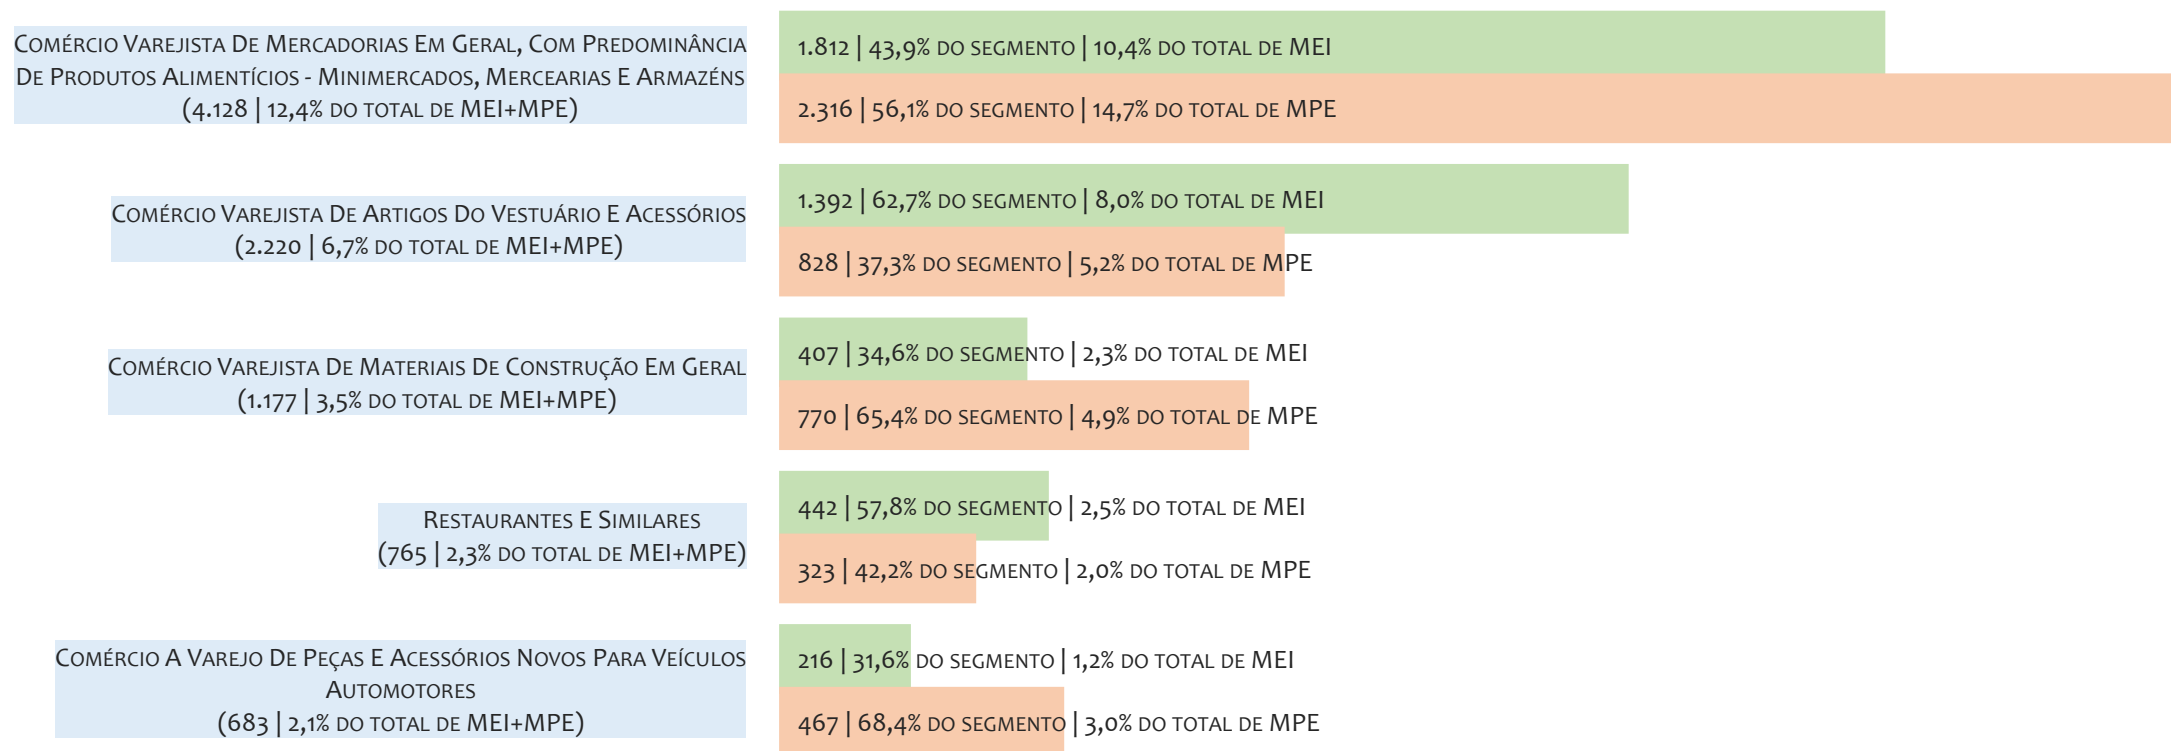 Comércio Varejista De Mercadorias Em Geral, Com Predominância
De Produtos Alimentícios - Minimercados, Mercearias E Armazéns
(4.128 | 12,4% do total de MEI+MPE)
1.812 | 43,9% do segmento | 10,4% do total de MEI
2.316 | 56,1% do segmento | 14,7% do total de MPE
Comércio Varejista De Artigos Do Vestuário E Acessórios
(2.220 | 6,7% do total de MEI+MPE)
1.392 | 62,7% do segmento | 8,0% do total de MEI
828 | 37,3% do segmento | 5,2% do total de MPE
Comércio Varejista De Materiais De Construção Em Geral
(1.177 | 3,5% do total de MEI+MPE)
407 | 34,6% do segmento | 2,3% do total de MEI
770 | 65,4% do segmento | 4,9% do total de MPE
Restaurantes E Similares
(765 | 2,3% do total de MEI+MPE)
442 | 57,8% do segmento | 2,5% do total de MEI
323 | 42,2% do segmento | 2,0% do total de MPE
Comércio A Varejo De Peças E Acessórios Novos Para Veículos
Automotores
(683 | 2,1% do total de MEI+MPE)
216 | 31,6% do segmento | 1,2% do total de MEI
467 | 68,4% do segmento | 3,0% do total de MPE